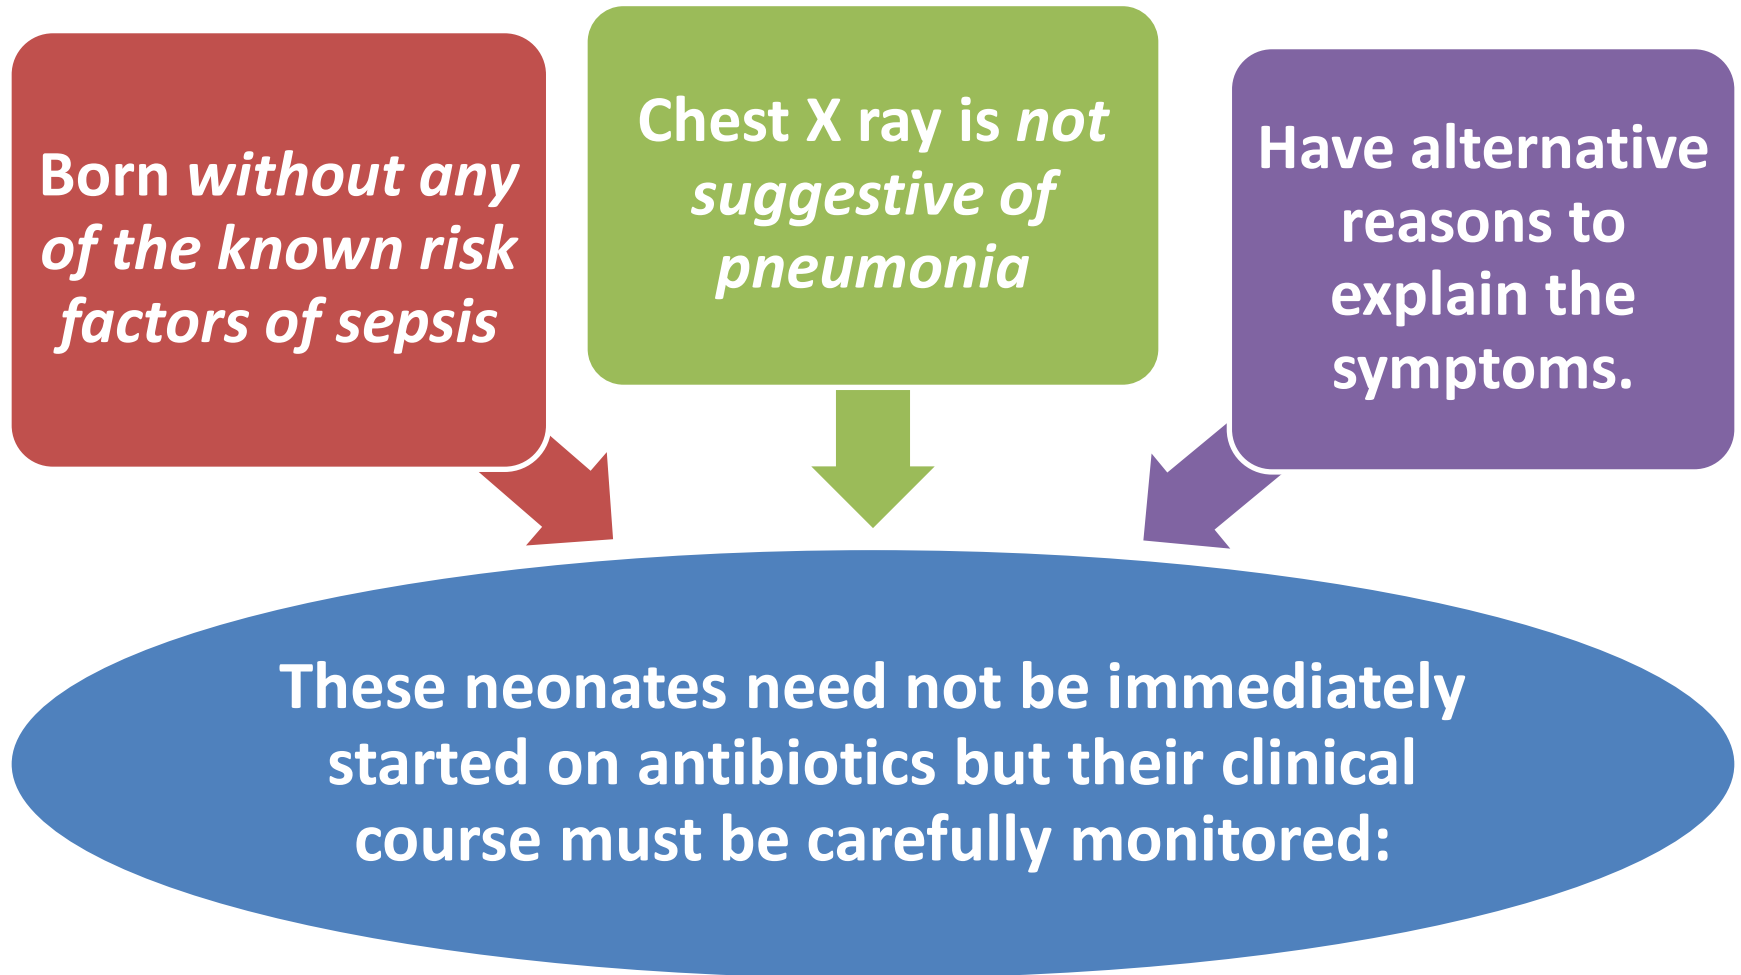 Born without any
of the known risk
factors of sepsis
Chest X ray is not
suggestive of
pneumonia
Have alternative
reasons to
explain the
symptoms.
These neonates need not be immediately
started on antibiotics but their clinical
course must be carefully monitored: